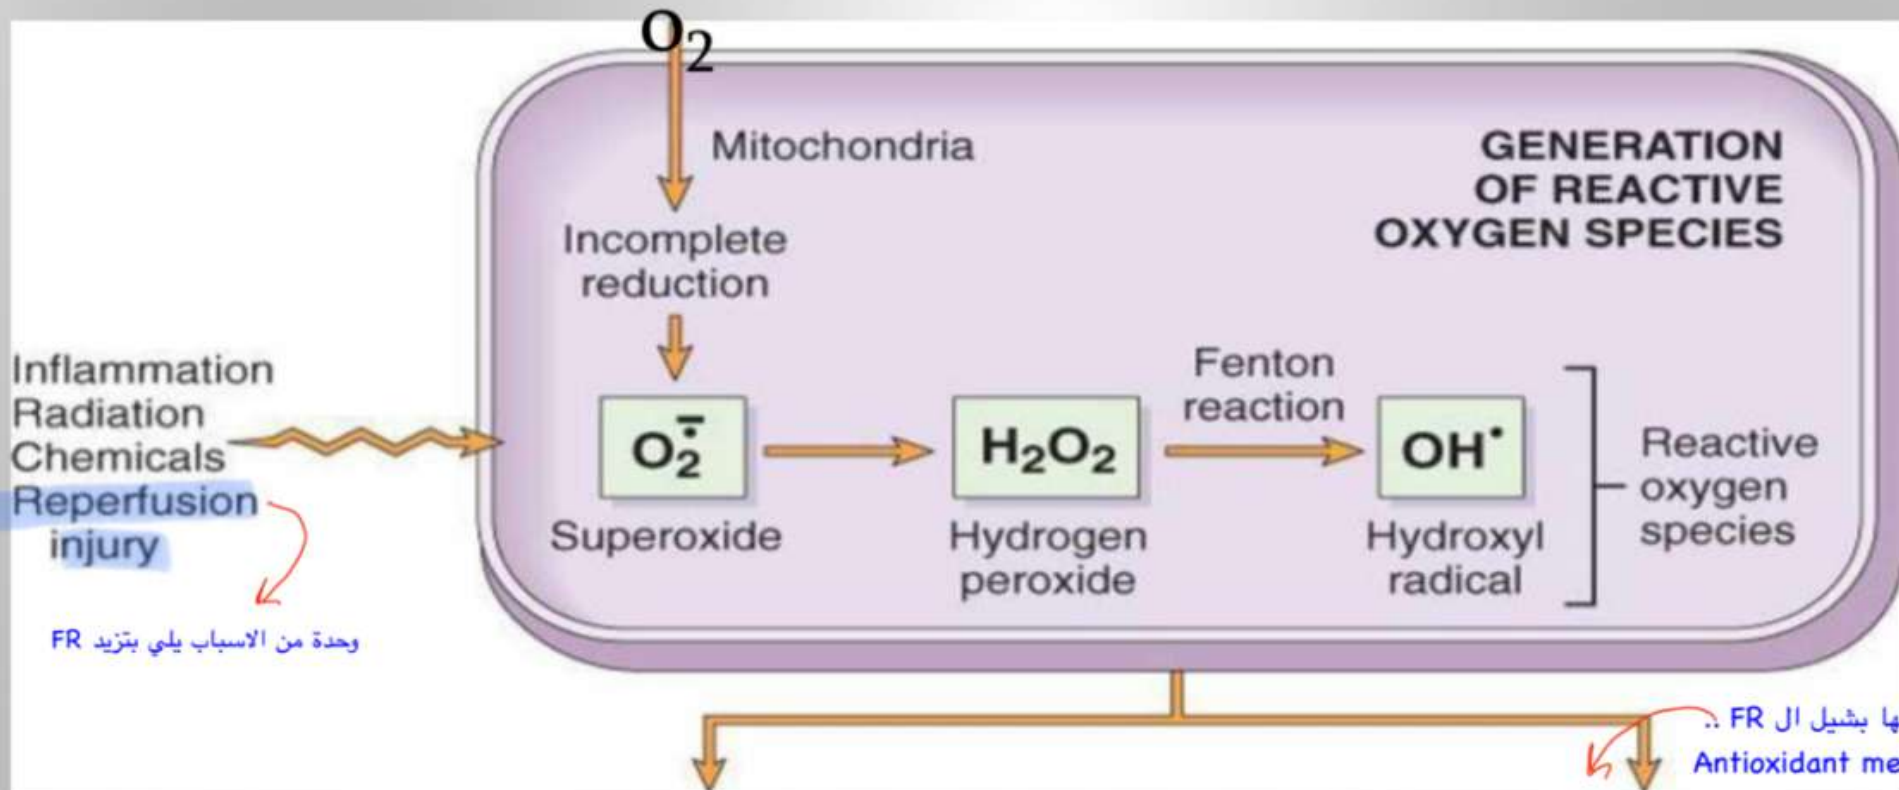 O₂
Mitochondria
GENERATION
OF REACTIVE
OXYGEN SPECIES
Incomplete
reduction
Inflammation
Radiation
Chemicals
Reperfusion
injury
وحدة من الاسباب يلي بتزيد FR
O₂•̄
Superoxide
H₂O₂
Hydrogen
peroxide
Fenton
reaction
OH•
Hydroxyl
radical
Reactive
oxygen
species
بشيل ال FR ..
Antioxidant